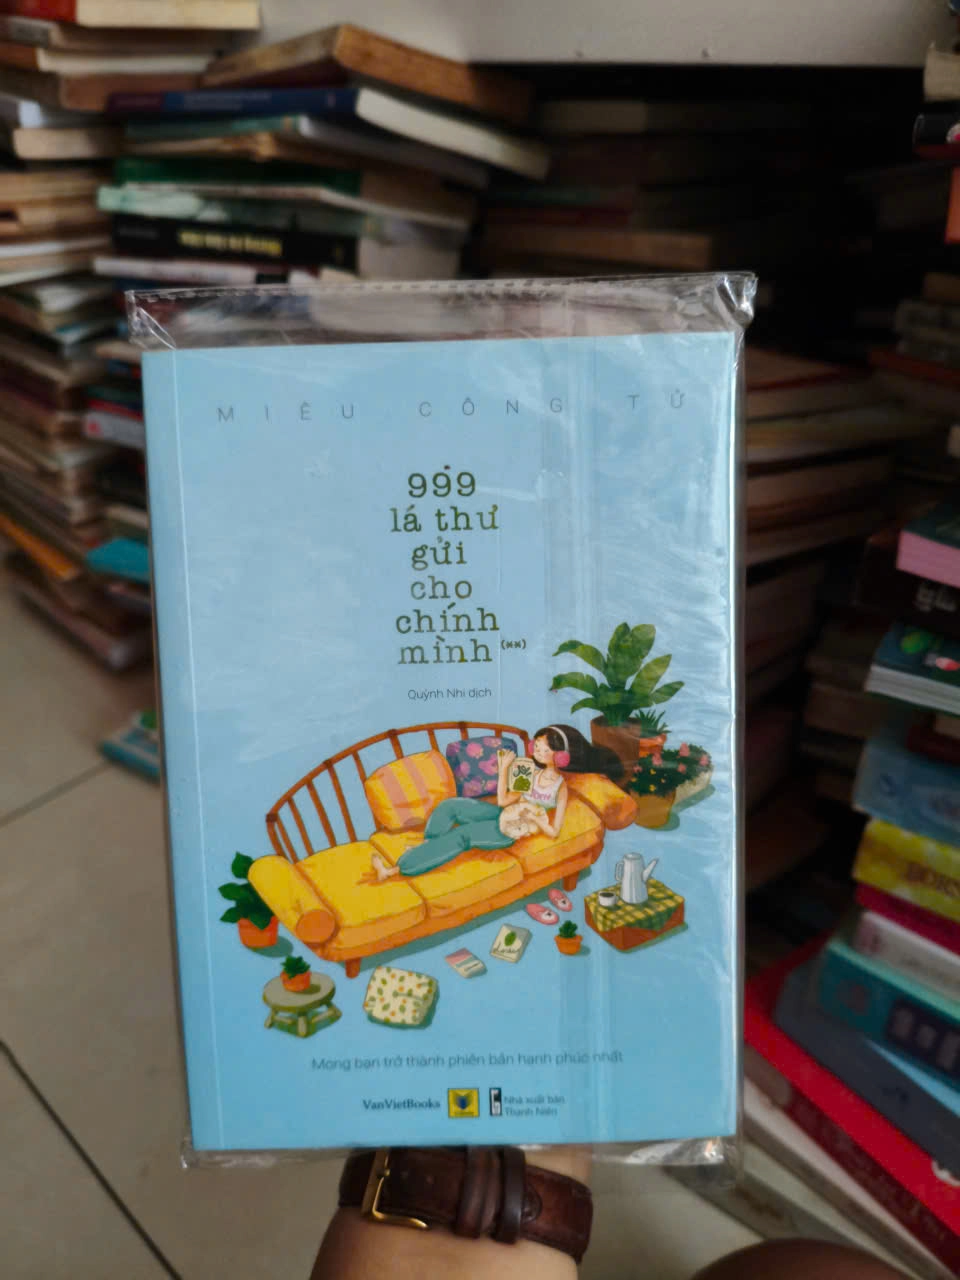 MIÊU CÔNG TỬ
999
lá thư
gửi
cho
chính
mình (**)
Quỳnh Nhi dịch
Mong bạn trở thành phiên bản hạnh phúc nhất
VanVietBooks
Nhà xuất bản
Thanh Niên